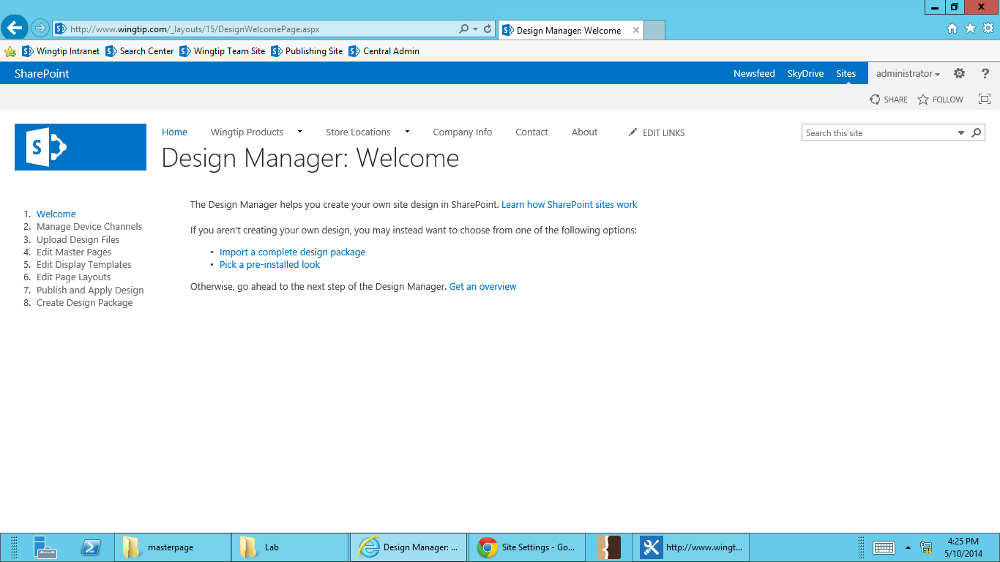 http://www.wingtip.com/_layouts/15/DesignWelcomePage.aspx
Design Manager: Welcome
Wingtip Intranet Search Center Wingtip Team Site Publishing Site Central Admin
SharePoint Newsfeed SkyDrive Sites administrator ?
SHARE FOLLOW
S
Home Wingtip Products Store Locations Company Info Contact About EDIT LINKS Search this site
Design Manager: Welcome
1. Welcome
2. Manage Device Channels
3. Upload Design Files
4. Edit Master Pages
5. Edit Display Templates
6. Edit Page Layouts
7. Publish and Apply Design
8. Create Design Package
The Design Manager helps you create your own site design in SharePoint. Learn how SharePoint sites work
If you aren't creating your own design, you may instead want to choose from one of the following options:
• Import a complete design package
• Pick a pre-installed look
Otherwise, go ahead to the next step of the Design Manager. Get an overview
masterpage Lab Design Manager: ... Site Settings - Go... http://www.wingt...
4:25 PM
5/10/2014